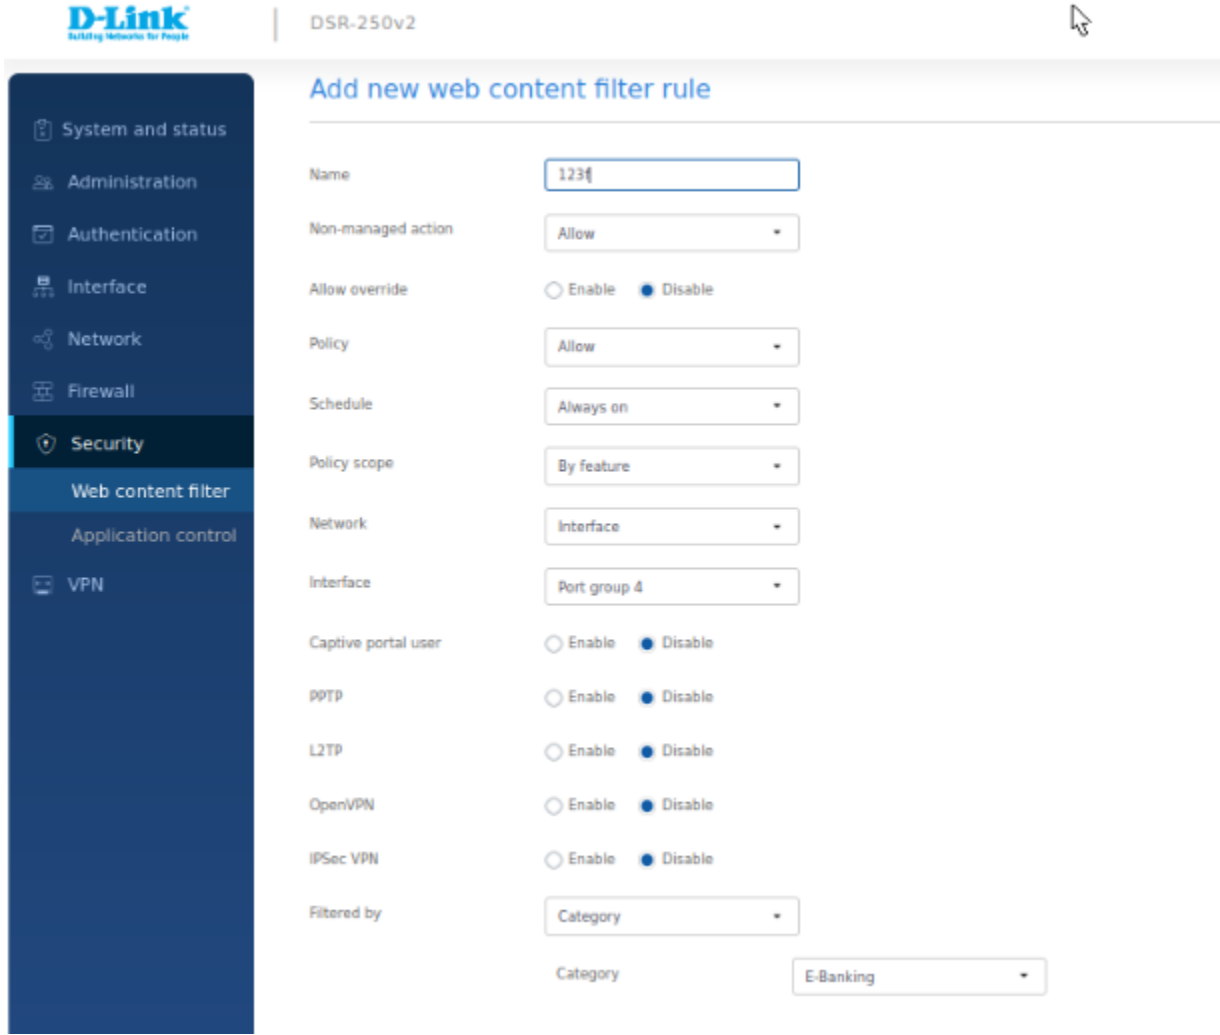 D-Link
Building Networks for People
DSR-250v2
System and status
Administration
Authentication
Interface
Network
Firewall
Security
Web content filter
Application control
VPN
Add new web content filter rule
Name 123f
Non-managed action Allow
Allow override Enable Disable
Policy Allow
Schedule Always on
Policy scope By feature
Network Interface
Interface Port group 4
Captive portal user Enable Disable
PPTP Enable Disable
L2TP Enable Disable
OpenVPN Enable Disable
IPSec VPN Enable Disable
Filtered by Category
Category E-Banking